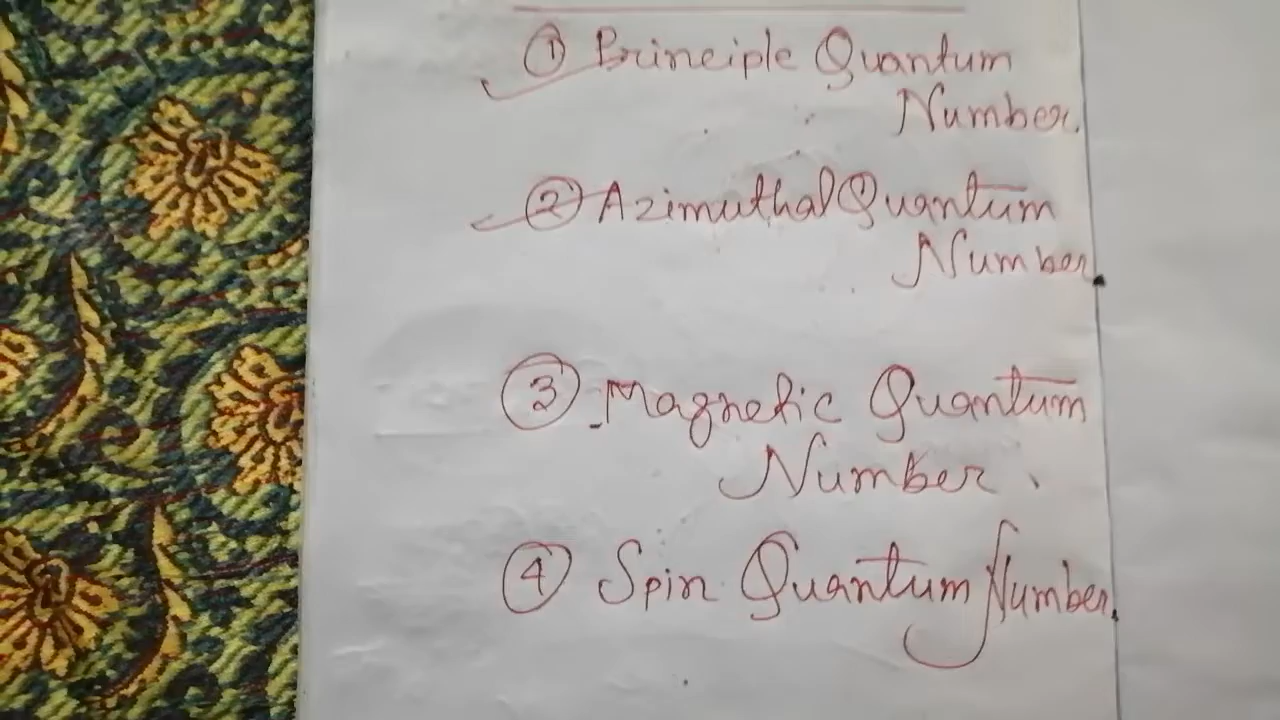 ① Principle Quantum
Number.
② Azimuthal Quantum
Number
③ Magnetic Quantum
Number.
④ Spin Quantum Number.